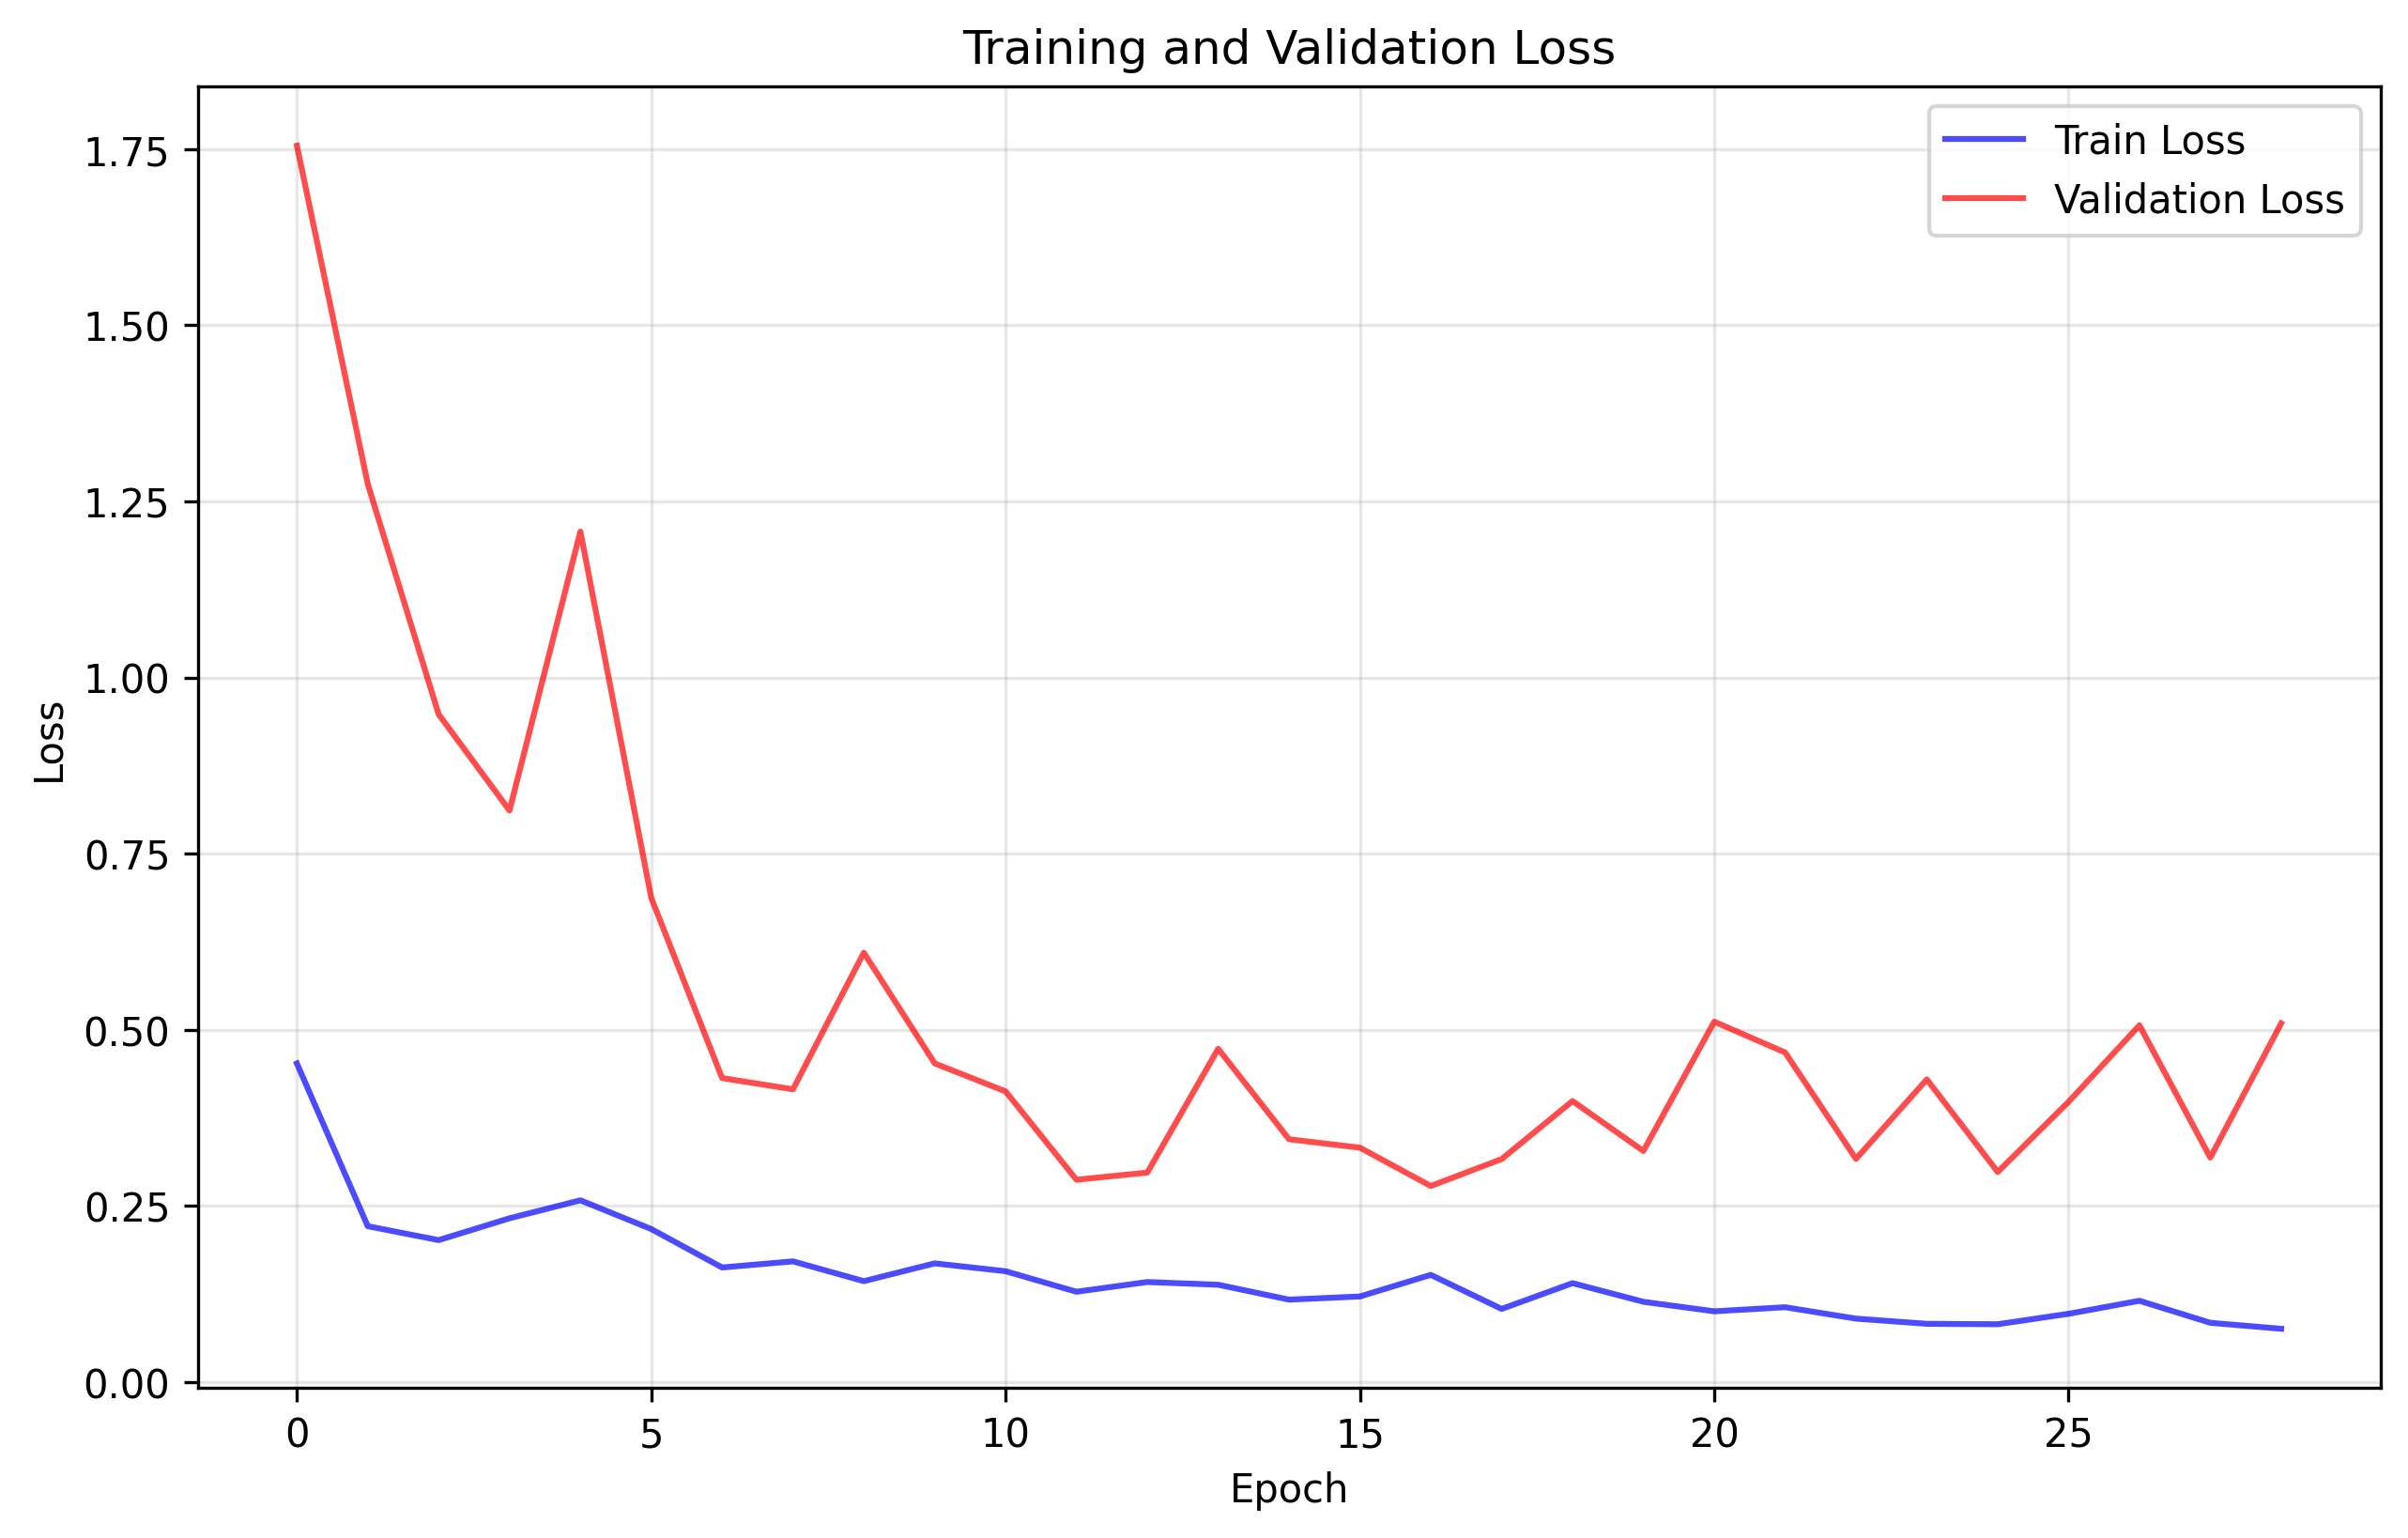 Training and Validation Loss
Train Loss
Validation Loss
1.75
1.50
1.25
1.00
0.75
0.50
0.25
0.00
Loss
0 5 10 15 20 25
Epoch